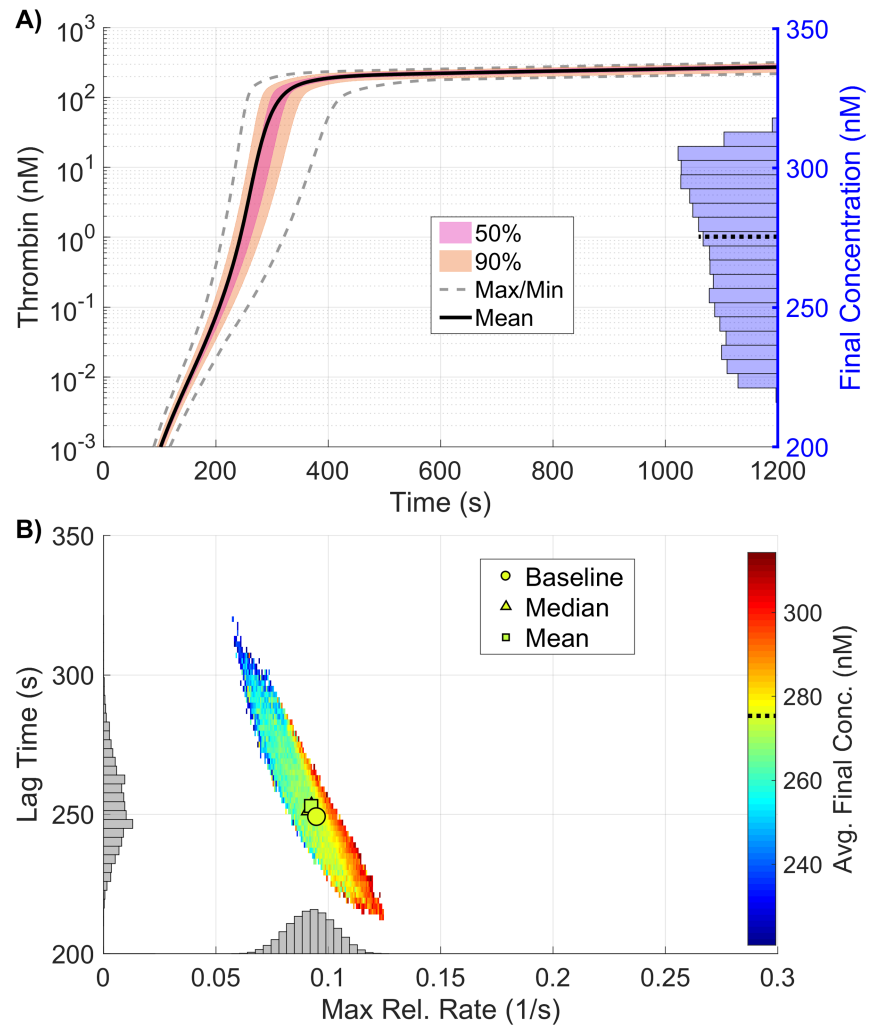 A)
10^3
10^2
10^1
10^0
10^-1
10^-2
10^-3
Thrombin (nM)
0
200
400
600
800
1000
1200
Time (s)
50%
90%
Max/Min
Mean
350
300
250
200
Final Concentration (nM)
B)
350
300
250
200
Lag Time (s)
0
0.05
0.1
0.15
0.2
0.25
0.3
Max Rel. Rate (1/s)
Baseline
Median
Mean
300
280
260
240
Avg. Final Conc. (nM)